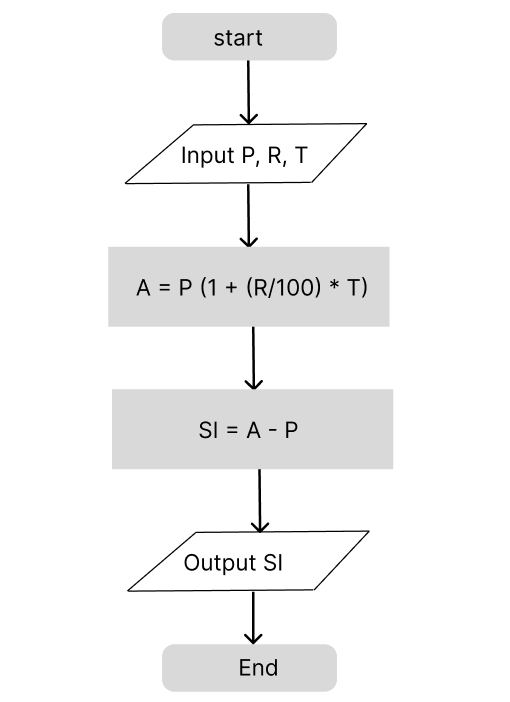 start
Input P, R, T
A = P (1 + (R/100) * T)
SI = A - P
Output SI
End